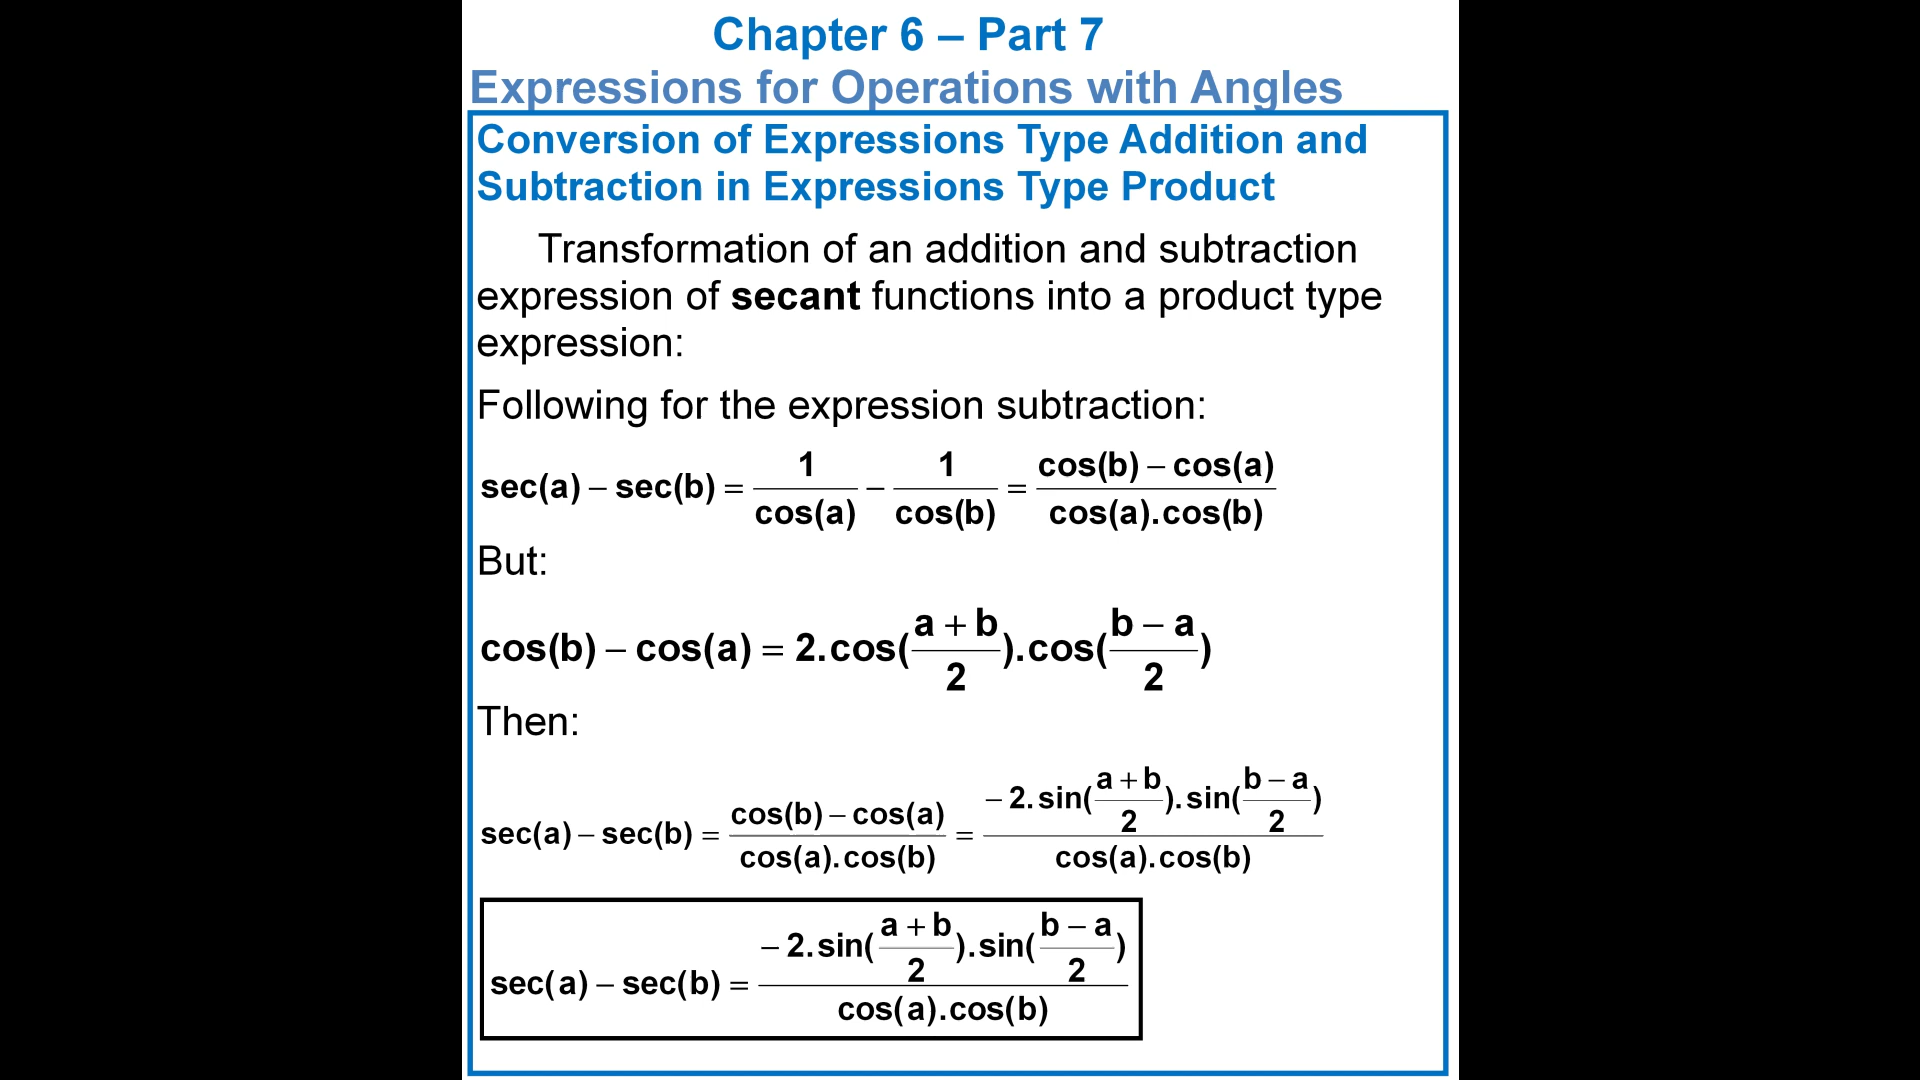 Chapter 6 – Part 7
Expressions for Operations with Angles
Conversion of Expressions Type Addition and
Subtraction in Expressions Type Product
Transformation of an addition and subtraction
expression of secant functions into a product type
expression:
Following for the expression subtraction:
sec(a) – sec(b) = 1/cos(a) – 1/cos(b) = (cos(b) – cos(a))/(cos(a).cos(b))
But:
cos(b) – cos(a) = 2.cos((a + b)/2).cos((b – a)/2)
Then:
sec(a) – sec(b) = (cos(b) – cos(a))/(cos(a).cos(b)) = (– 2.sin((a + b)/2).sin((b – a)/2))/(cos(a).cos(b))
sec(a) – sec(b) = (– 2.sin((a + b)/2).sin((b – a)/2))/(cos(a).cos(b))